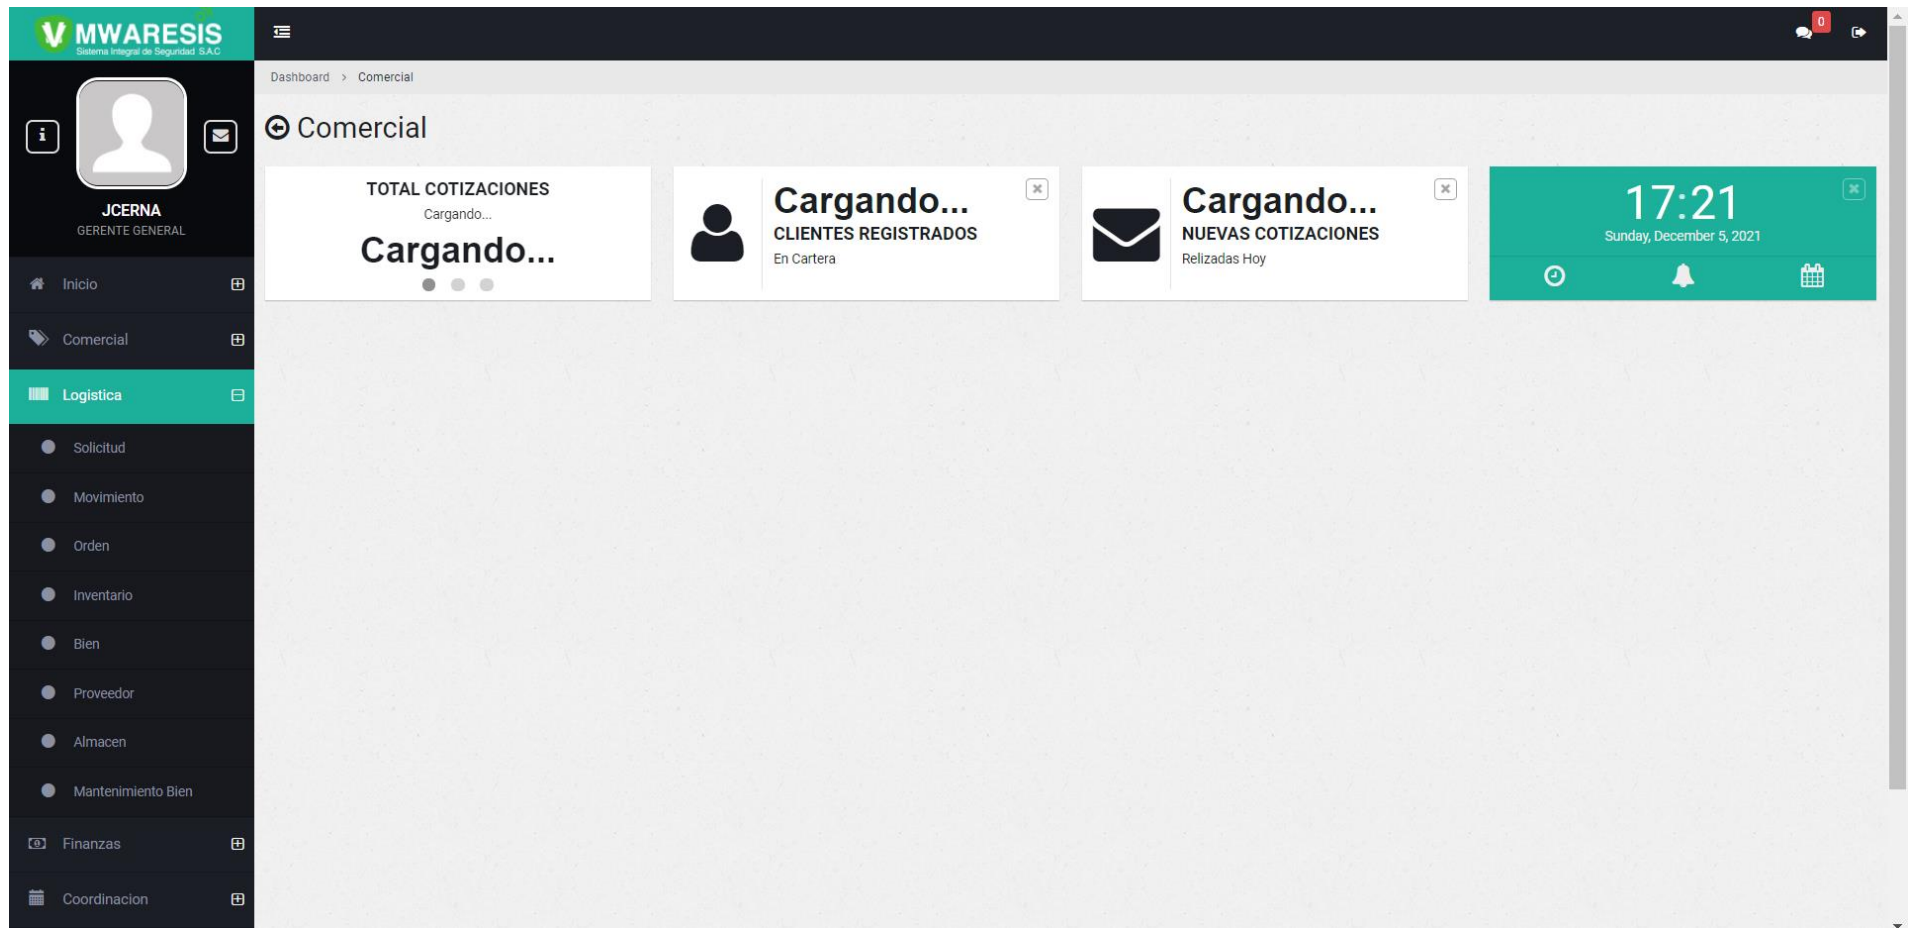 VMWARESIS
Sistema Integral de Seguridad S.A.C
0
Dashboard > Comercial
Comercial
JCERNA
GERENTE GENERAL
Inicio
Comercial
Logistica
Solicitud
Movimiento
Orden
Inventario
Bien
Proveedor
Almacen
Mantenimiento Bien
Finanzas
Coordinacion
TOTAL COTIZACIONES
Cargando...
Cargando...
Cargando...
CLIENTES REGISTRADOS
En Cartera
Cargando...
NUEVAS COTIZACIONES
Relizadas Hoy
17:21
Sunday, December 5, 2021